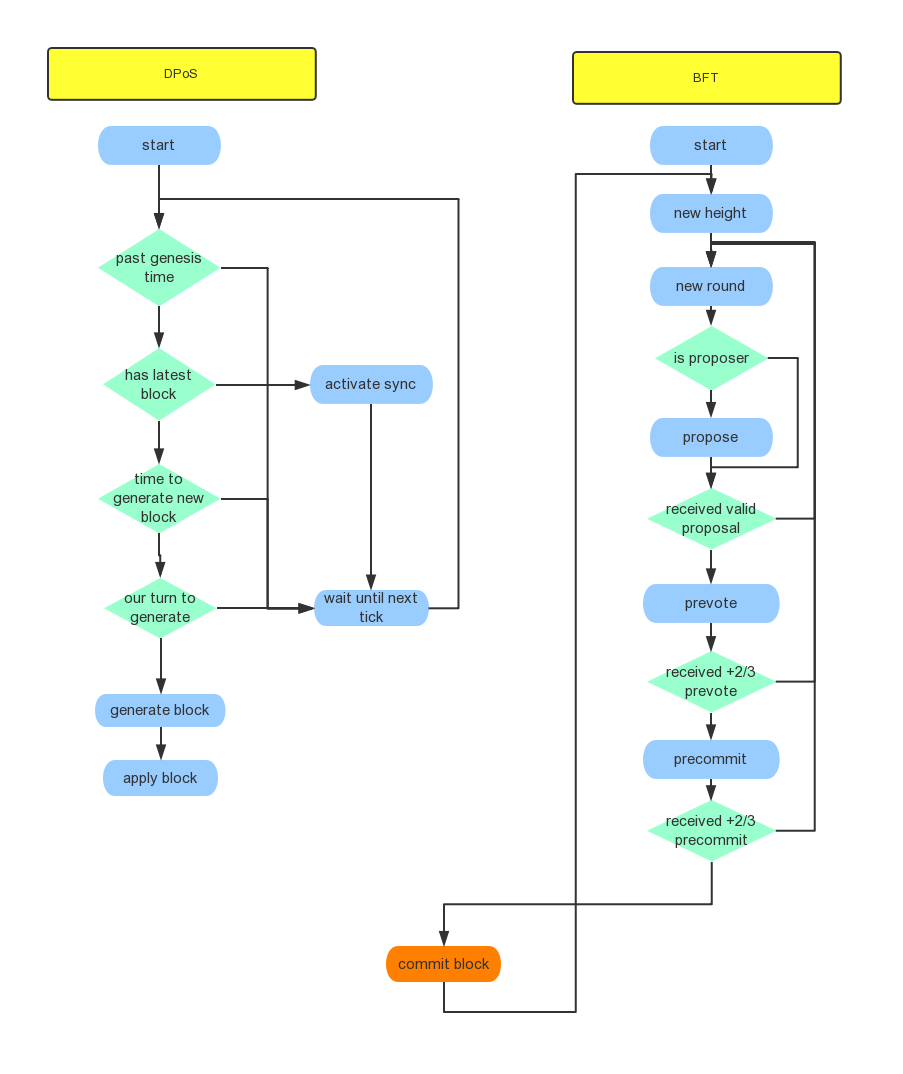 DPoS
start
past genesis
time
has latest
block
activate sync
time to
generate new
block
our turn to
generate
wait until next
tick
generate block
apply block
BFT
start
new height
new round
is proposer
propose
received valid
proposal
prevote
received +2/3
prevote
precommit
received +2/3
precommit
commit block